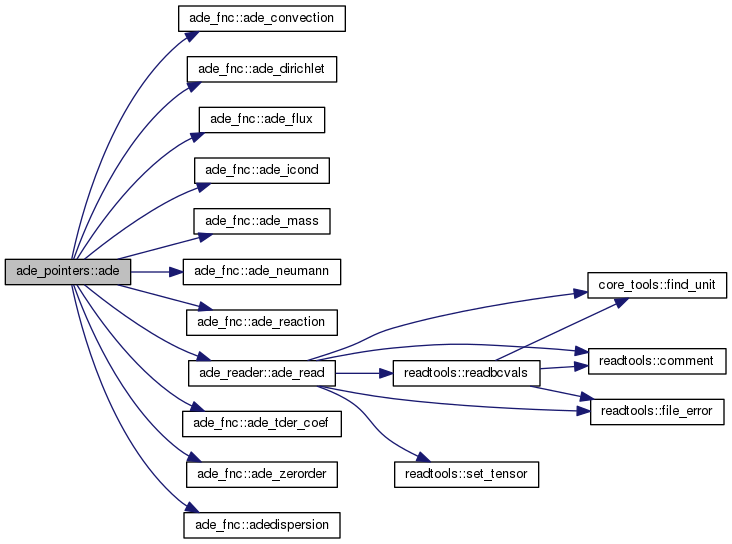 ade_fnc::ade_convection
ade_fnc::ade_dirichlet
ade_fnc::ade_flux
ade_fnc::ade_icond
ade_fnc::ade_mass
ade_pointers::ade
ade_fnc::ade_neumann
core_tools::find_unit
ade_fnc::ade_reaction
readtools::comment
ade_reader::ade_read
readtools::readbcvals
readtools::file_error
ade_fnc::ade_tder_coef
ade_fnc::ade_zerorder
readtools::set_tensor
ade_fnc::adedispersion